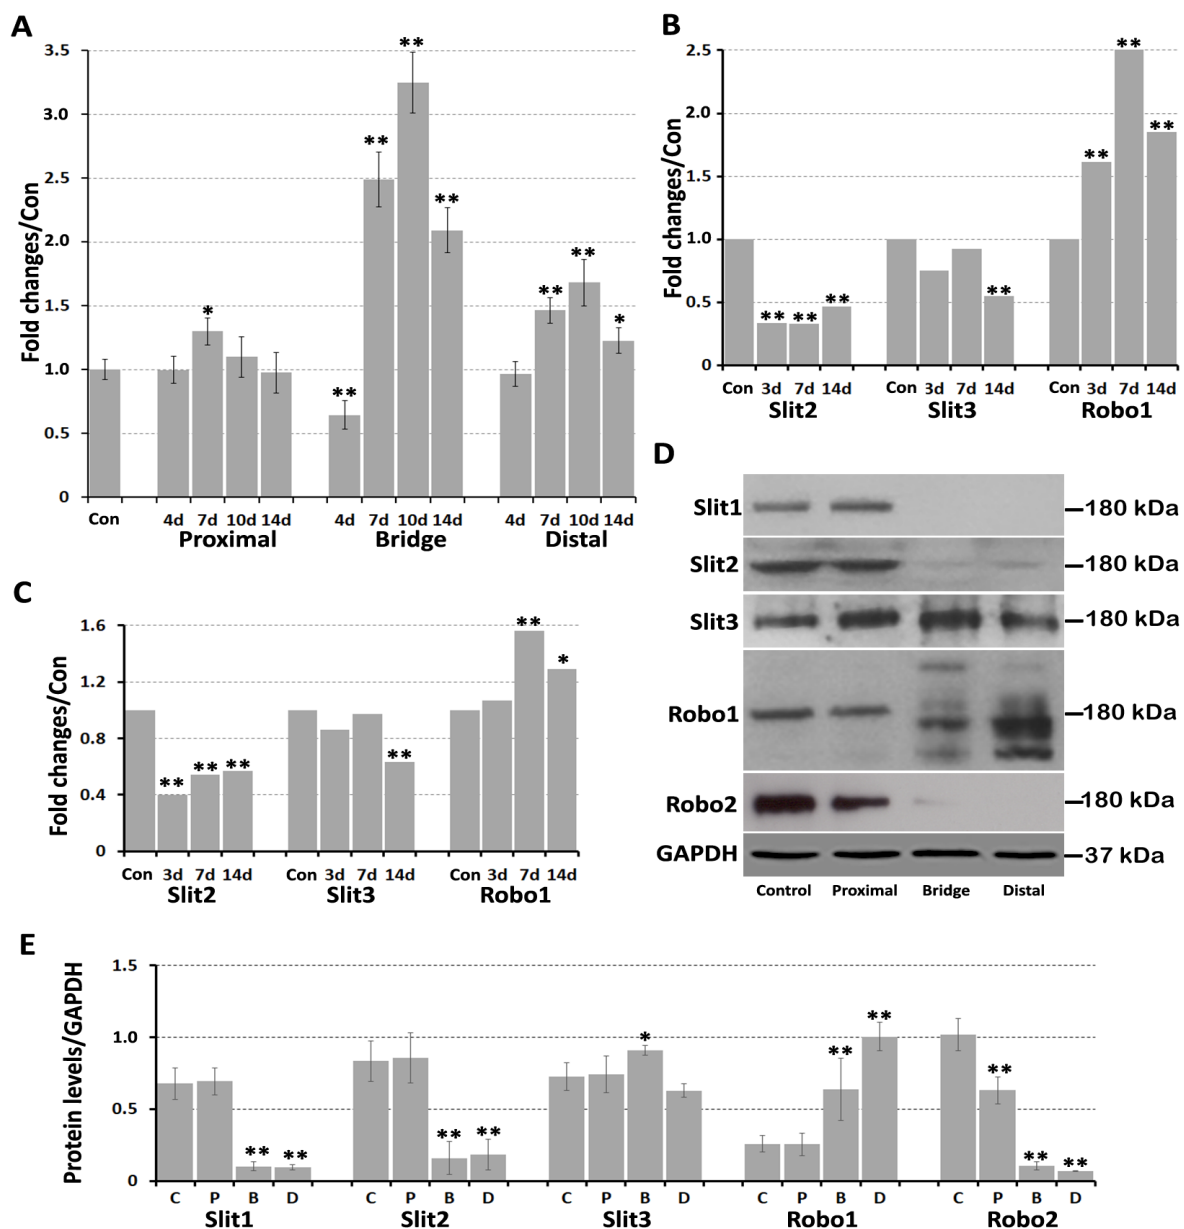 A
Fold changes/Con
3.5
3.0
2.5
2.0
1.5
1.0
0.5
0
** ** ** ** * ** ** ** *
Con 4d 7d 10d 14d 4d 7d 10d 14d 4d 7d 10d 14d
Proximal Bridge Distal
B
Fold changes/Con
2.5
2.0
1.5
1.0
0.5
0
** ** ** ** ** ** **
Con 3d 7d 14d Con 3d 7d 14d Con 3d 7d 14d
Slit2 Slit3 Robo1
C
Fold changes/Con
1.6
1.2
0.8
0.4
0
** ** ** ** ** *
Con 3d 7d 14d Con 3d 7d 14d Con 3d 7d 14d
Slit2 Slit3 Robo1
D
Slit1 180 kDa
Slit2 180 kDa
Slit3 180 kDa
Robo1 180 kDa
Robo2 180 kDa
GAPDH 37 kDa
Control Proximal Bridge Distal
E
Protein levels/GAPDH
1.5
1.0
0.5
0
** ** ** ** * ** ** ** ** **
C P B D C P B D C P B D C P B D C P B D
Slit1 Slit2 Slit3 Robo1 Robo2